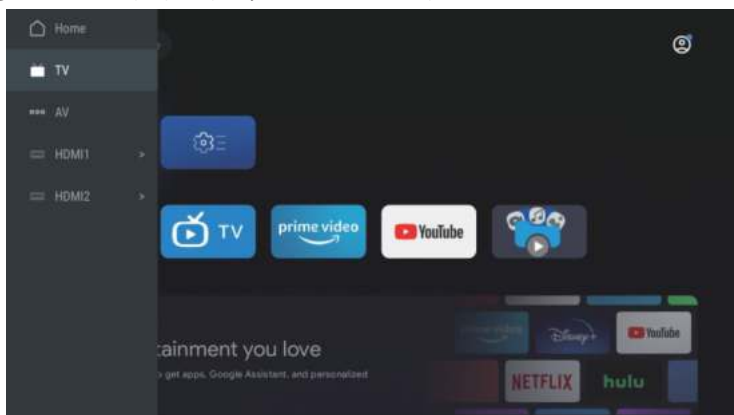 Home
TV
AV
HDMI1 >
HDMI2 >
TV
prime video
YouTube
tainment you love
get apps, Google Assistant, and personalized
Disney+
YouTube
NETFLIX
hulu